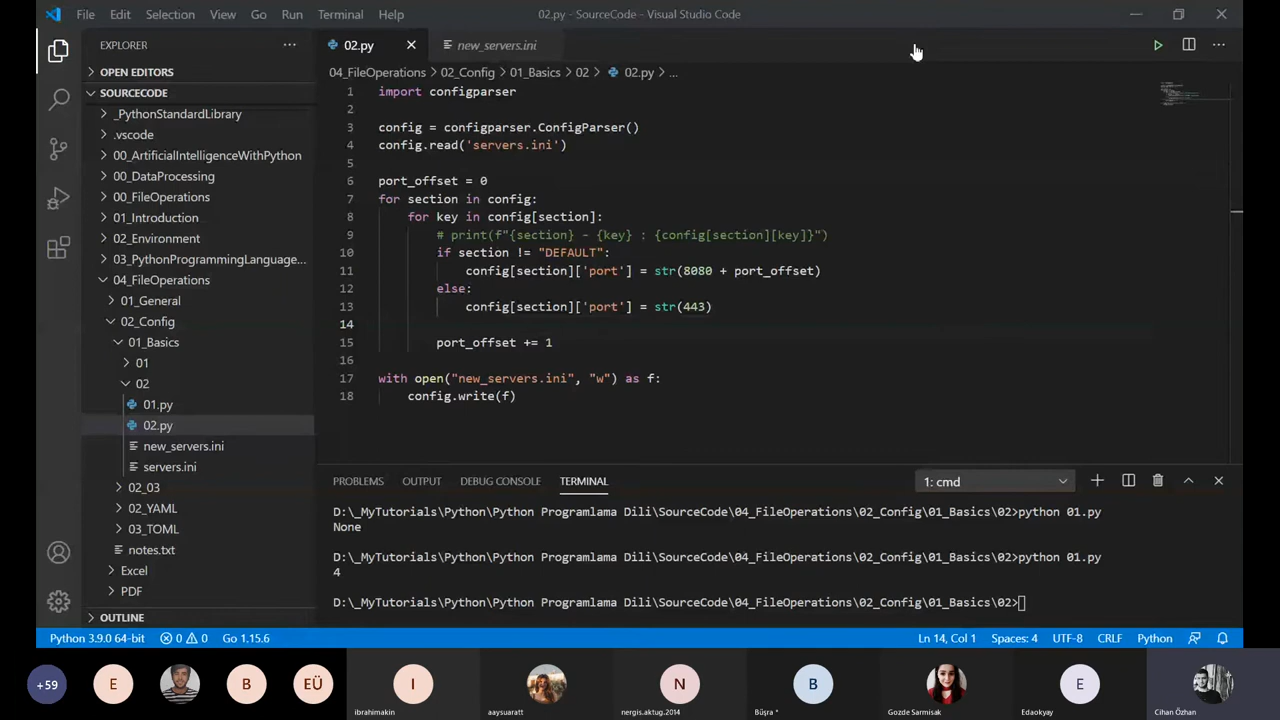 File Edit Selection View Go Run Terminal Help 02.py - SourceCode - Visual Studio Code
EXPLORER
OPEN EDITORS
SOURCECODE
_PythonStandardLibrary
.vscode
00_ArtificialIntelligenceWithPython
00_DataProcessing
00_FileOperations
01_Introduction
02_Environment
03_PythonProgrammingLanguage...
04_FileOperations
01_General
02_Config
01_Basics
01
02
01.py
02.py
new_servers.ini
servers.ini
02_03
02_YAML
03_TOML
notes.txt
Excel
PDF
OUTLINE
02.py new_servers.ini
04_FileOperations > 02_Config > 01_Basics > 02 > 02.py > ...
1 import configparser
2
3 config = configparser.ConfigParser()
4 config.read('servers.ini')
5
6 port_offset = 0
7 for section in config:
8 for key in config[section]:
9 # print(f"{section} - {key} : {config[section][key]}")
10 if section != "DEFAULT":
11 config[section]['port'] = str(8080 + port_offset)
12 else:
13 config[section]['port'] = str(443)
14
15 port_offset += 1
16
17 with open("new_servers.ini", "w") as f:
18 config.write(f)
PROBLEMS OUTPUT DEBUG CONSOLE TERMINAL 1: cmd
D:\_MyTutorials\Python\Python Programlama Dili\SourceCode\04_FileOperations\02_Config\01_Basics\02>python 01.py
None
D:\_MyTutorials\Python\Python Programlama Dili\SourceCode\04_FileOperations\02_Config\01_Basics\02>python 01.py
4
D:\_MyTutorials\Python\Python Programlama Dili\SourceCode\04_FileOperations\02_Config\01_Basics\02>
Python 3.9.0 64-bit 0 0 Go 1.15.6 Ln 14, Col 1 Spaces: 4 UTF-8 CRLF Python
+59 E B EÜ I N B E
ibrahimakin aaysuaratt nergis.aktug.2014 Büşra * Gozde Sarmisak Edaokyay Cihan Özhan